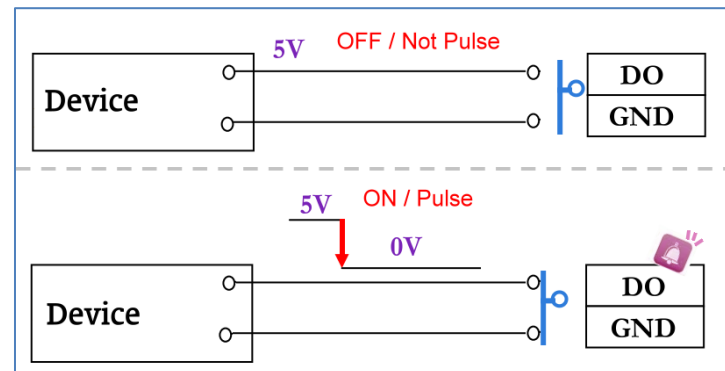 5V OFF / Not Pulse
Device
DO
GND
ON / Pulse
5V
0V
Device
DO
GND